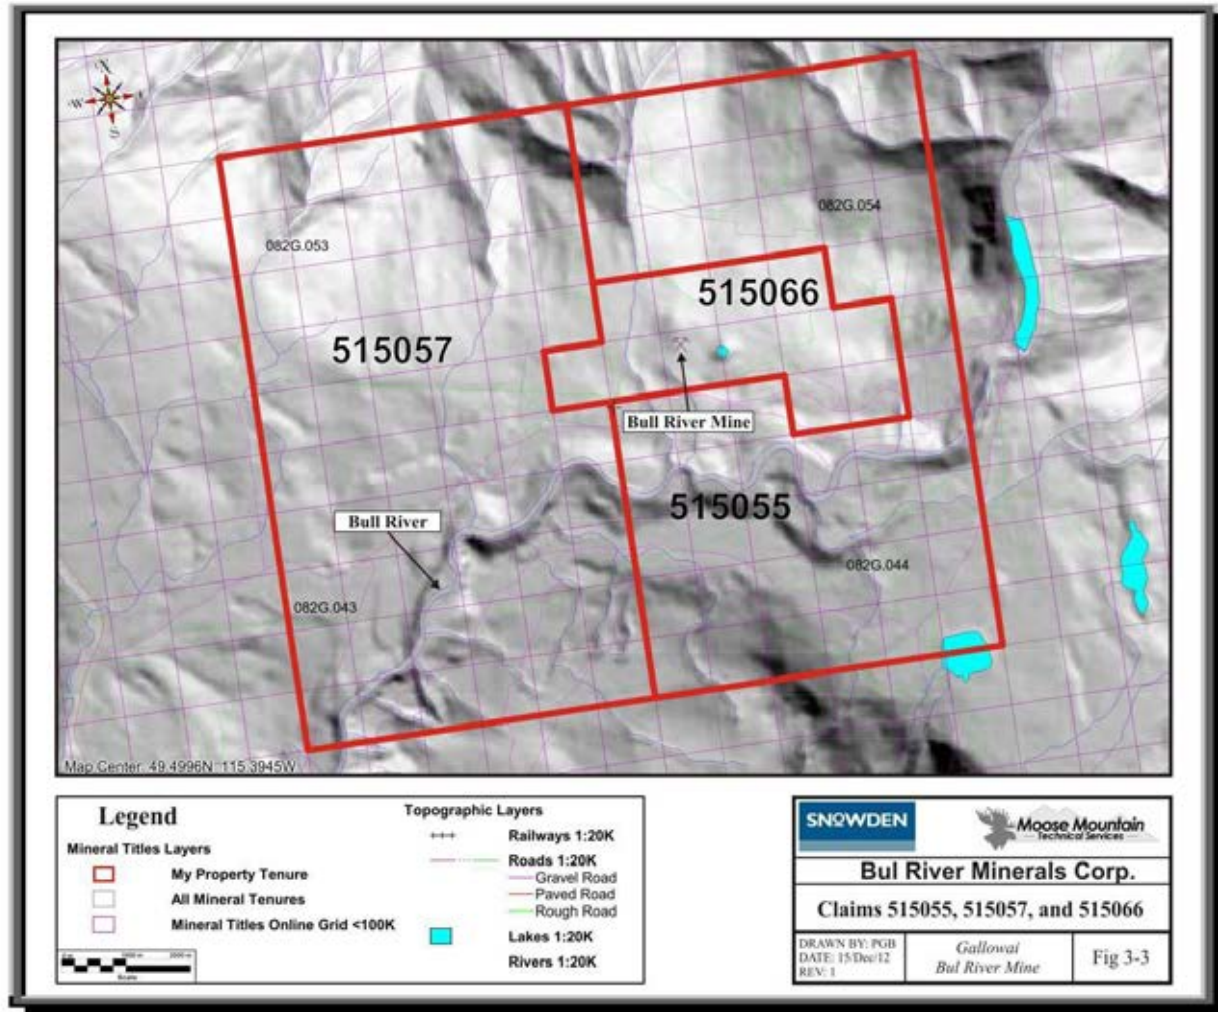 N
W
S
082G.054
082G.053
515066
515057
Bull River Mine
515055
Bull River
082G.044
082G.043
Map Center: 49.4996N 115.3945W
Legend
Mineral Titles Layers
My Property Tenure
All Mineral Tenures
Mineral Titles Online Grid <100K
Scale
Topographic Layers
Railways 1:20K
Roads 1:20K
Gravel Road
Paved Road
Rough Road
Lakes 1:20K
Rivers 1:20K
SNOWDEN
Moose Mountain
Technical Services
Bul River Minerals Corp.
Claims 515055, 515057, and 515066
DRAWN BY: PGB
DATE: 15/Dec/12
REV: 1
Gallowai
Bul River Mine
Fig 3-3